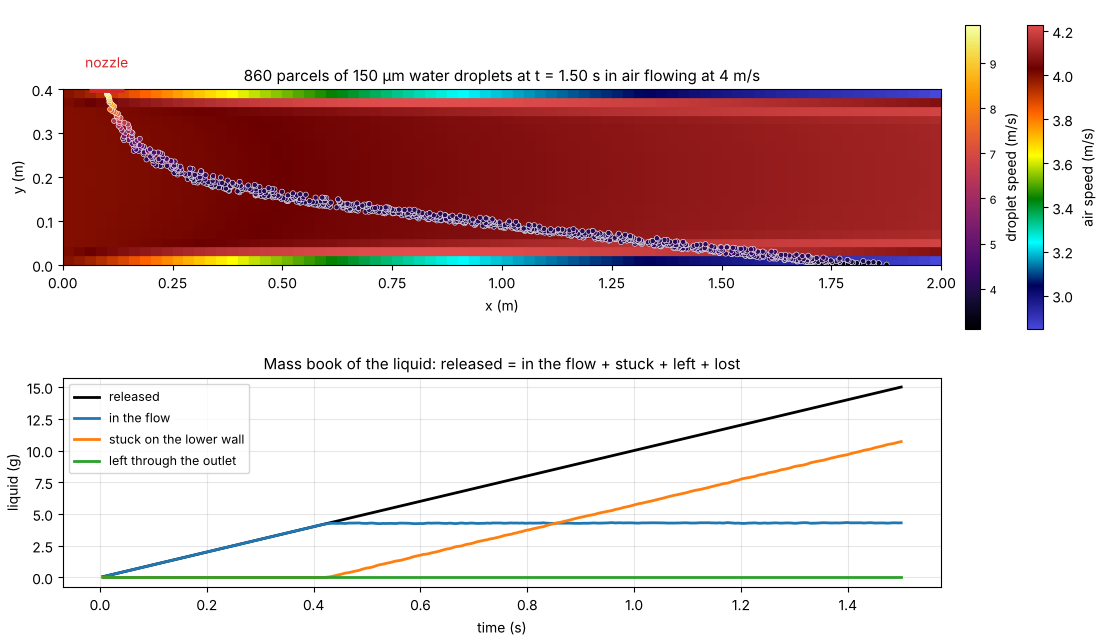 nozzle
860 parcels of 150 µm water droplets at t = 1.50 s in air flowing at 4 m/s
0.4
0.3
0.2
0.1
0.0
y (m)
0.00 0.25 0.50 0.75 1.00 1.25 1.50 1.75 2.00
x (m)
9
8
7
6
5
4
droplet speed (m/s)
4.2
4.0
3.8
3.6
3.4
3.2
3.0
air speed (m/s)
Mass book of the liquid: released = in the flow + stuck + left + lost
released
in the flow
stuck on the lower wall
left through the outlet
15.0
12.5
10.0
7.5
5.0
2.5
0.0
liquid (g)
0.0 0.2 0.4 0.6 0.8 1.0 1.2 1.4
time (s)